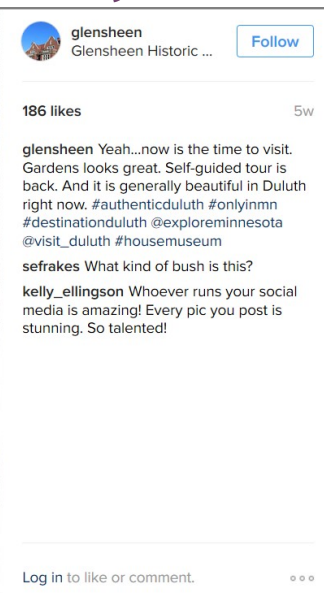 glensheen
Glensheen Historic ...
Follow
186 likes
5w
glensheen Yeah...now is the time to visit.
Gardens looks great. Self-guided tour is
back. And it is generally beautiful in Duluth
right now. #authenticduluth #onlyinmn
#destinationduluth @exploreminnesota
@visit_duluth #housemuseum
sefrakes What kind of bush is this?
kelly_ellingson Whoever runs your social
media is amazing! Every pic you post is
stunning. So talented!
Log in to like or comment.